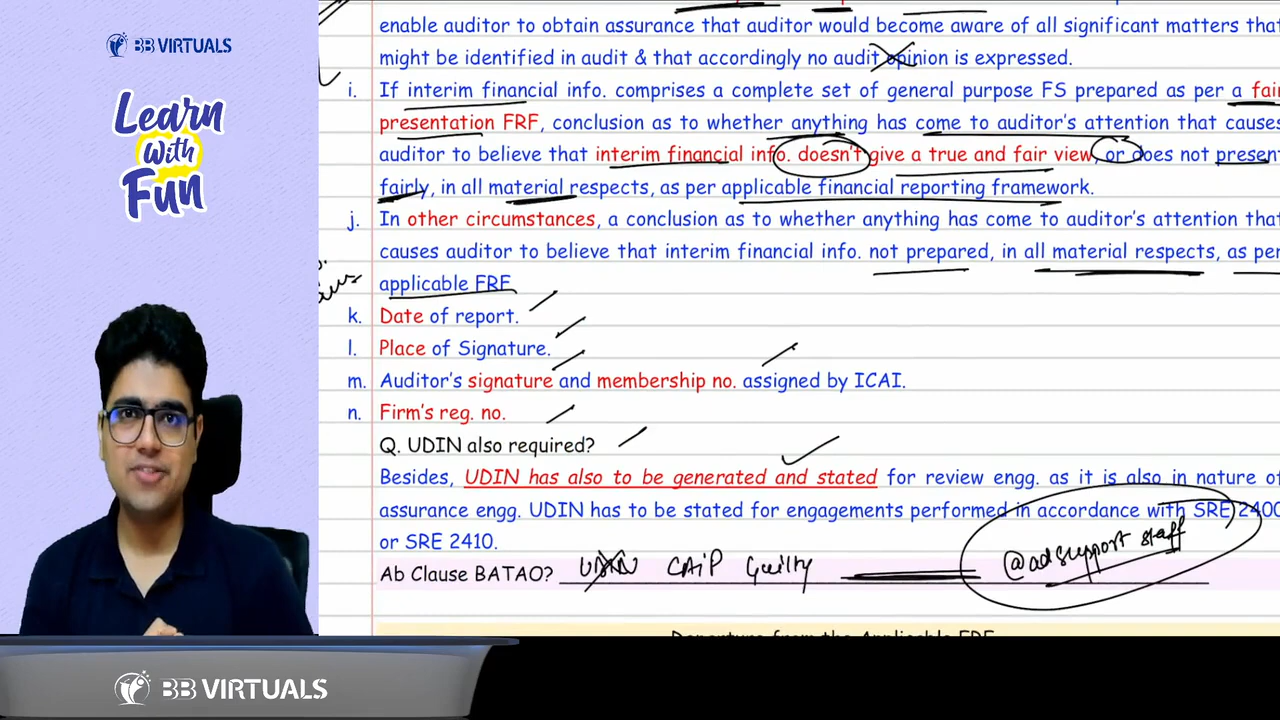 BB VIRTUALS
Learn
With
Fun
enable auditor to obtain assurance that auditor would become aware of all significant matters that
might be identified in audit & that accordingly no audit opinion is expressed.
i. If interim financial info. comprises a complete set of general purpose FS prepared as per a fair
presentation FRF, conclusion as to whether anything has come to auditor's attention that causes
auditor to believe that interim financial info. doesn't give a true and fair view, or does not present
fairly, in all material respects, as per applicable financial reporting framework.
j. In other circumstances, a conclusion as to whether anything has come to auditor's attention that
causes auditor to believe that interim financial info. not prepared, in all material respects, as per
applicable FRF.
k. Date of report.
l. Place of Signature.
m. Auditor's signature and membership no. assigned by ICAI.
n. Firm's reg. no.
Q. UDIN also required?
Besides, UDIN has also to be generated and stated for review engg. as it is also in nature of
assurance engg. UDIN has to be stated for engagements performed in accordance with SRE 2400
or SRE 2410.
Ab Clause BATAO? UDIN CAIP Guilty @adsupport staff
Departure from the Applicable FRF
BB VIRTUALS